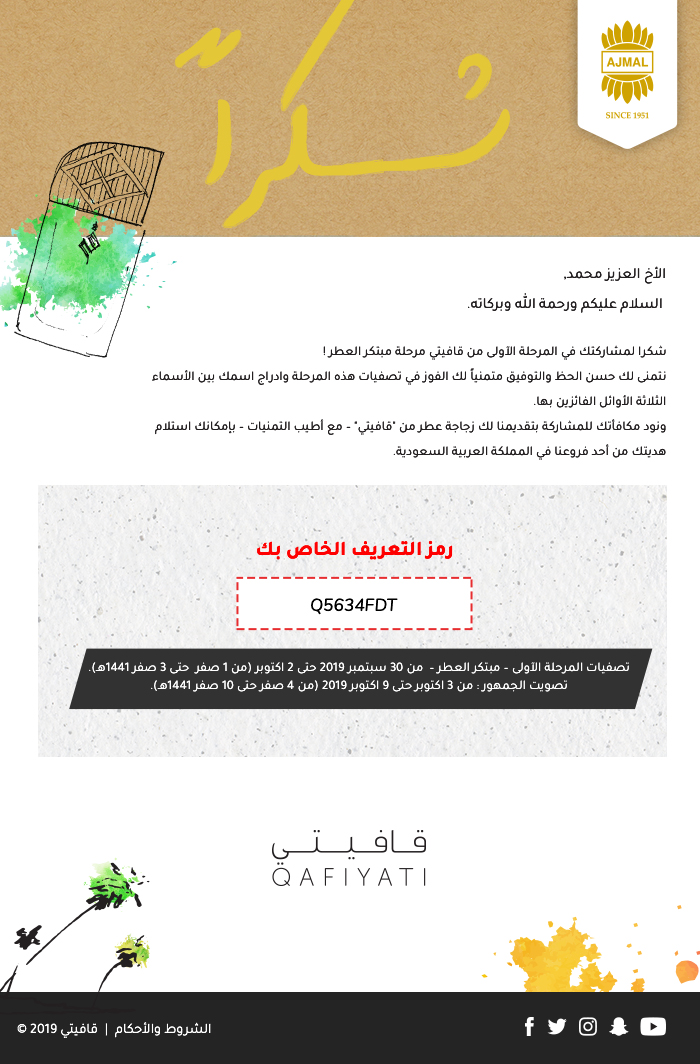 شكراً
AJMAL
SINCE 1951
الأخ العزيز محمد,
السلام عليكم ورحمة الله وبركاته.
شكرا لمشاركتك في المرحلة الأولى من قافيتي مرحلة مبتكر العطر !
نتمنى لك حسن الحظ والتوفيق متمنياً لك الفوز في تصفيات هذه المرحلة وادراج اسمك بين الأسماء
الثلاثة الأوائل الفائزين بها.
ونود مكافأتك للمشاركة بتقديمنا لك زجاجة عطر من "قافيتي" – مع أطيب التمنيات – بإمكانك استلام
هديتك من أحد فروعنا في المملكة العربية السعودية.
رمز التعريف الخاص بك
Q5634FDT
تصفيات المرحلة الأولى – مبتكر العطر – من 30 سبتمبر 2019 حتى 2 اكتوبر (من 1 صفر حتى 3 صفر 1441هـ).
تصويت الجمهور : من 3 اكتوبر حتى 9 اكتوبر 2019 (من 4 صفر حتى 10 صفر 1441هـ).
قافيتي
QAFIYATI
الشروط والأحكام | قافيتي 2019 ©